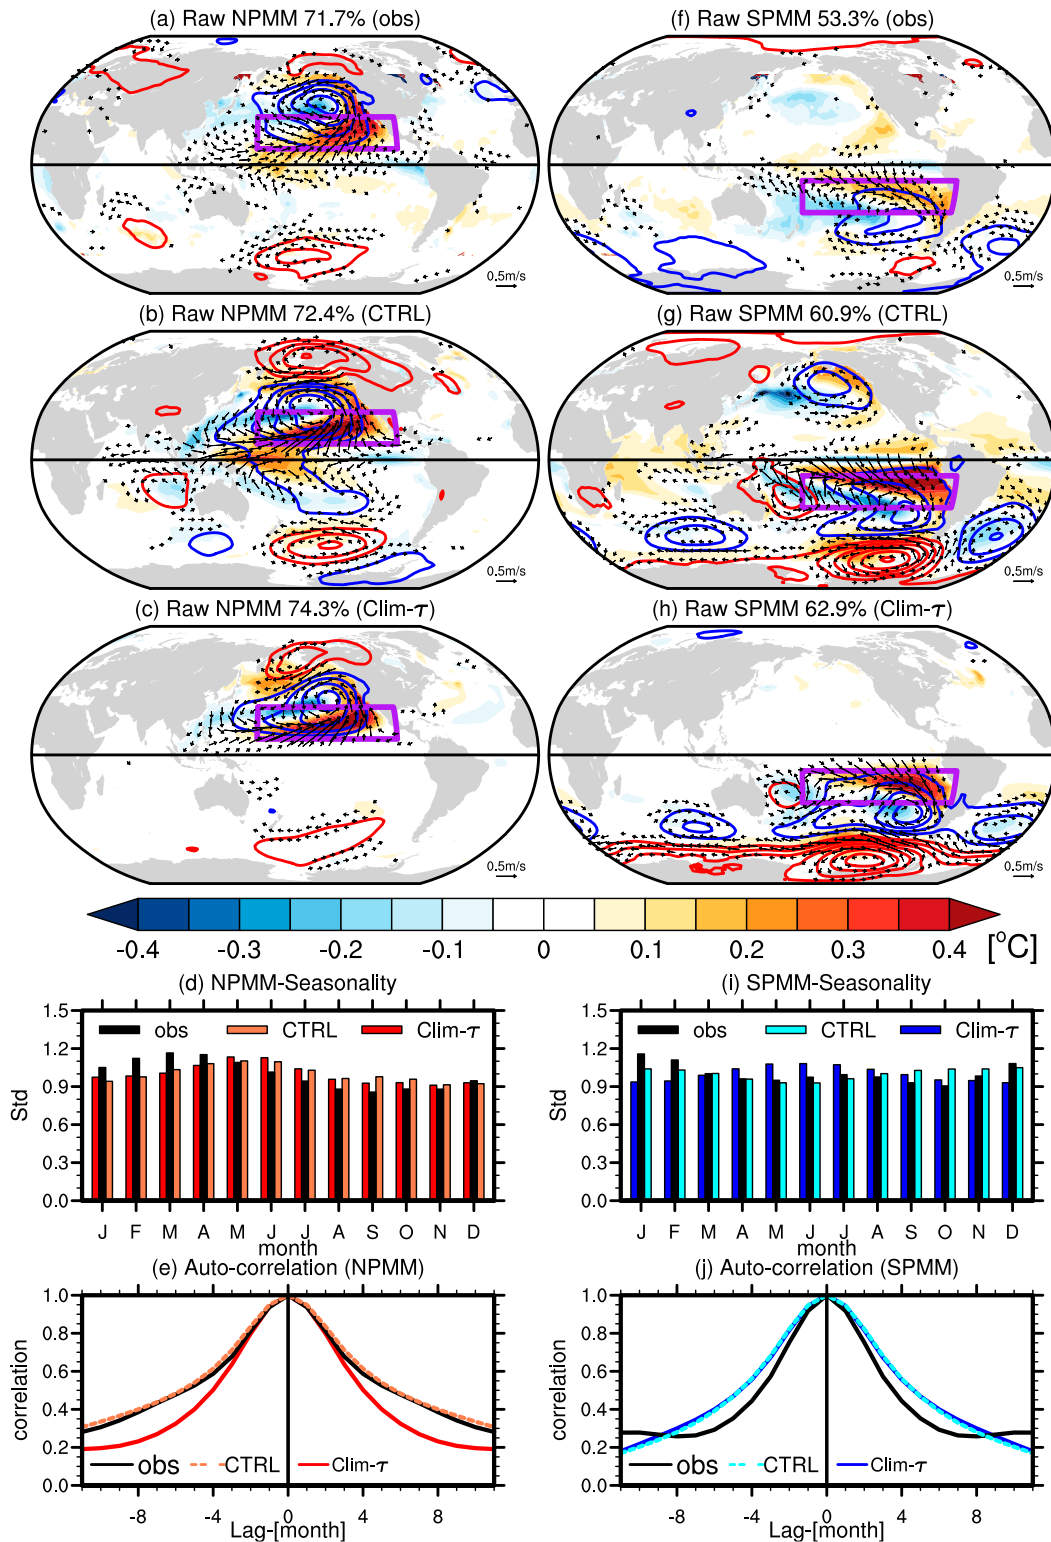 (a) Raw NPMM 71.7% (obs)
0.5m/s
(f) Raw SPMM 53.3% (obs)
0.5m/s
(b) Raw NPMM 72.4% (CTRL)
0.5m/s
(g) Raw SPMM 60.9% (CTRL)
0.5m/s
(c) Raw NPMM 74.3% (Clim-τ)
0.5m/s
(h) Raw SPMM 62.9% (Clim-τ)
0.5m/s
-0.4 -0.3 -0.2 -0.1 0 0.1 0.2 0.3 0.4 [°C]
(d) NPMM-Seasonality
obs CTRL Clim-τ
1.5
1.2
0.9
0.6
0.3
0.0
Std
J F M A M J J A S O N D
month
(i) SPMM-Seasonality
obs CTRL Clim-τ
1.5
1.2
0.9
0.6
0.3
0.0
Std
J F M A M J J A S O N D
month
(e) Auto-correlation (NPMM)
1.0
0.8
0.6
0.4
0.2
0.0
correlation
obs CTRL Clim-τ
-8 -4 0 4 8
Lag-[month]
(j) Auto-correlation (SPMM)
1.0
0.8
0.6
0.4
0.2
0.0
correlation
obs CTRL Clim-τ
-8 -4 0 4 8
Lag-[month]